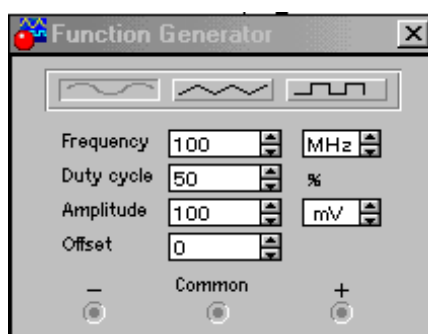 Function Generator
Frequency 100 MHz
Duty cycle 50 %
Amplitude 100 mV
Offset 0
− Common +